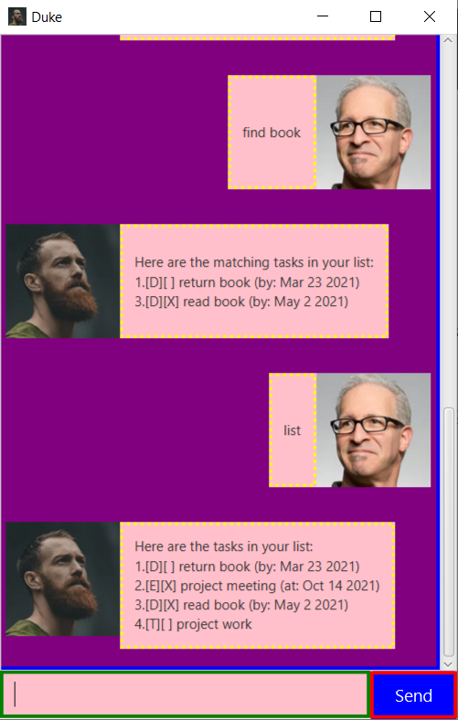 Duke
find book
Here are the matching tasks in your list:
1.[D][ ] return book (by: Mar 23 2021)
3.[D][X] read book (by: May 2 2021)
list
Here are the tasks in your list:
1.[D][ ] return book (by: Mar 23 2021)
2.[E][X] project meeting (at: Oct 14 2021)
3.[D][X] read book (by: May 2 2021)
4.[T][ ] project work
Send